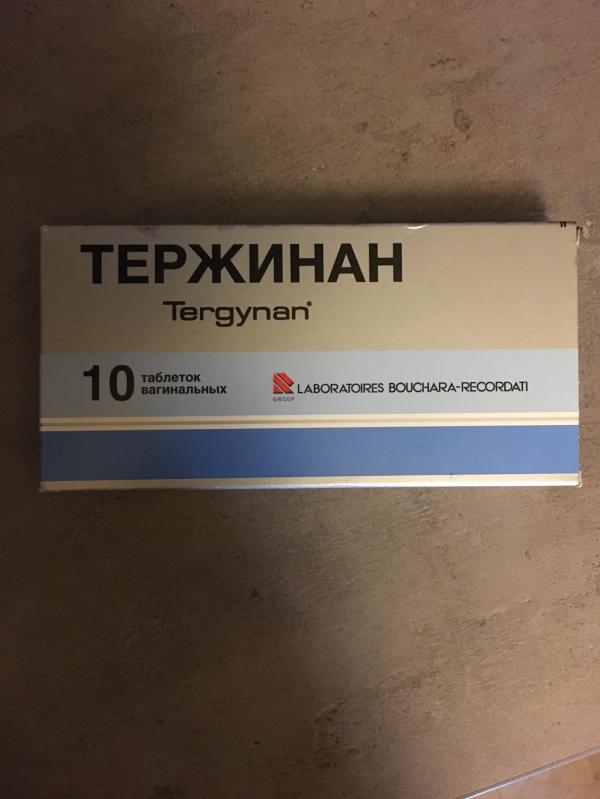 ТЕРЖИНАН
Tergynan®
10 таблеток
вагинальных
GROUP
LABORATOIRES BOUCHARA-RECORDATI